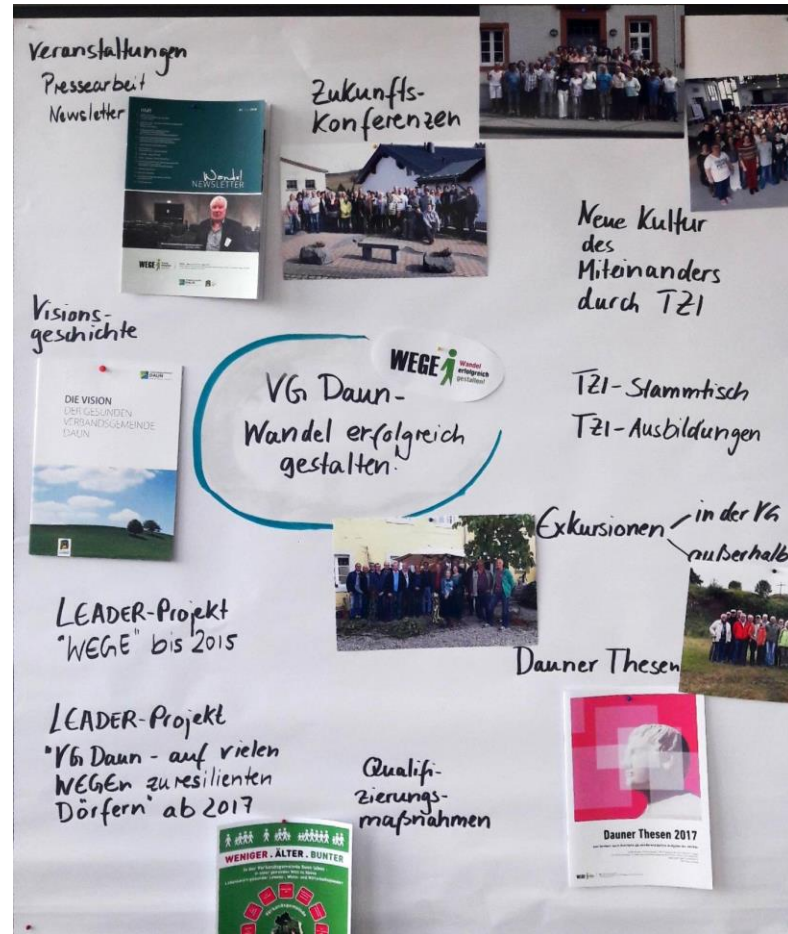 Veranstaltungen
Pressearbeit
Newsletter
Wandel
NEWSLETTER
WEGE
Zukunfts-
Konferenzen
Neue Kultur
des
Miteinanders
durch TZI
Visions-
geschichte
DAUN
DIE VISION
DER GESUNDEN
VERBANDSGEMEINDE
DAUN
WEGE
Wandel
erfolgreich
gestalten!
VG Daun-
Wandel erfolgreich
gestalten.
TZI-Stammtisch
TZI-Ausbildungen
Exkursionen
in der VG
außerhalb
LEADER-Projekt
"WEGE" bis 2015
Dauner Thesen
Dauner Thesen 2017
WEGE
LEADER-Projekt
"VG Daun - auf vielen
WEGEn zu resilienten
Dörfern" ab 2017
Qualifi-
zierungs-
maßnahmen
WENIGER . ÄLTER . BUNTER